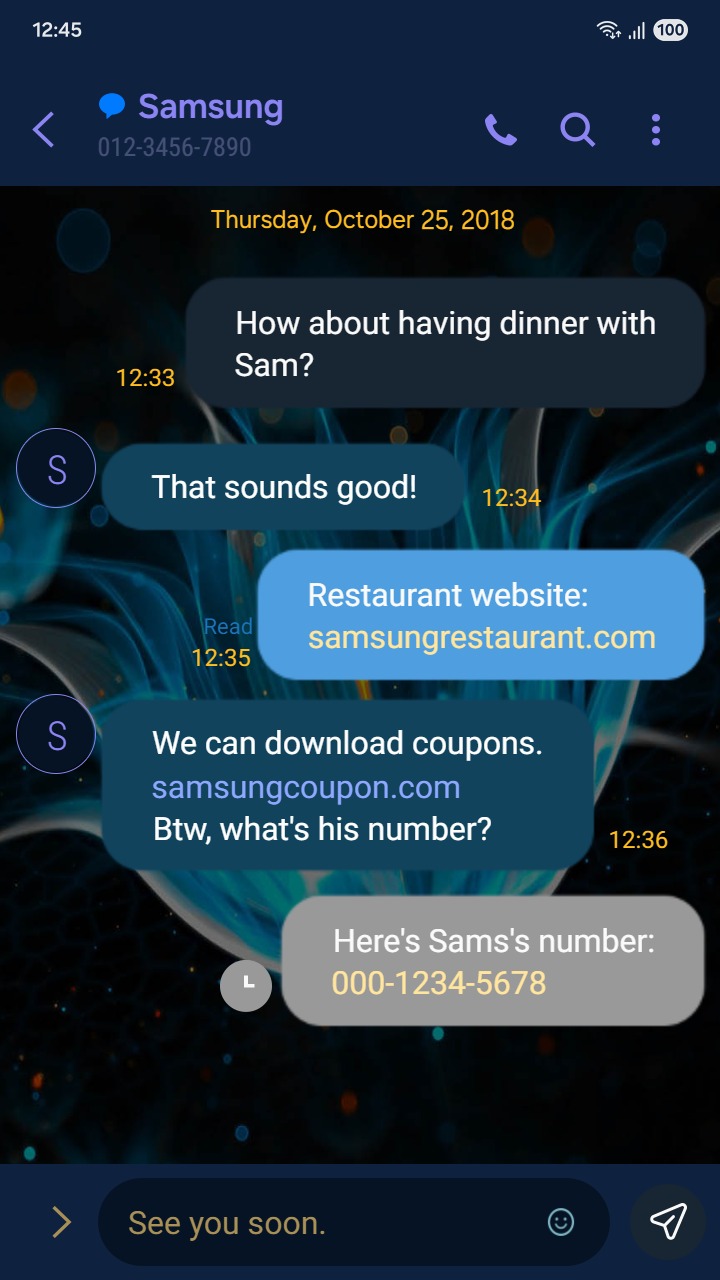 12:45
100
Samsung
012-3456-7890
Thursday, October 25, 2018
How about having dinner with
Sam?
12:33
S
That sounds good!
12:34
Restaurant website:
samsungrestaurant.com
Read
12:35
S
We can download coupons.
samsungcoupon.com
Btw, what's his number?
12:36
Here's Sams's number:
000-1234-5678
See you soon.